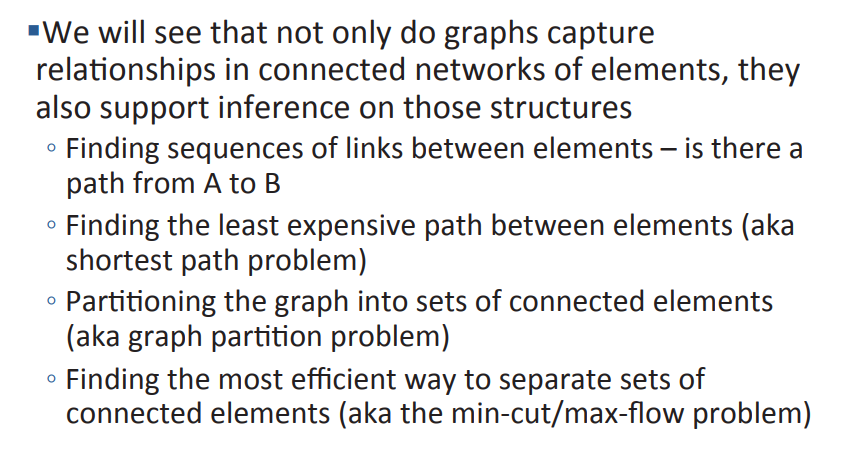 ▪We will see that not only do graphs capture
relationships in connected networks of elements, they
also support inference on those structures
◦ Finding sequences of links between elements – is there a
path from A to B
◦ Finding the least expensive path between elements (aka
shortest path problem)
◦ Partitioning the graph into sets of connected elements
(aka graph partition problem)
◦ Finding the most efficient way to separate sets of
connected elements (aka the min-cut/max-flow problem)